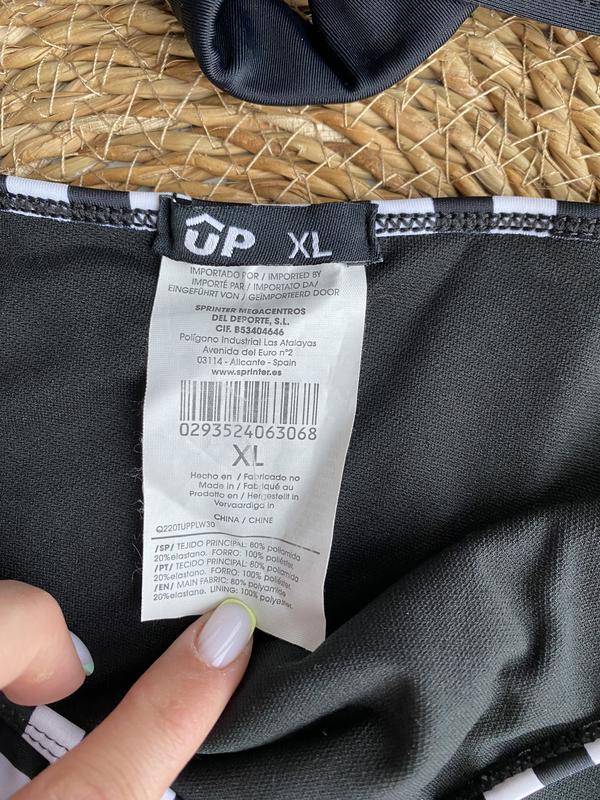 UP XL
IMPORTADO POR / IMPORTED BY
IMPORTÉ PAR / IMPORTATO DA/
EINGEFÜHRT VON / GEÏMPORTEERD DOOR
SPRINTER MEGACENTROS
DEL DEPORTE, S.L.
CIF. B53404646
Polígono Industrial Las Atalayas
Avenida del Euro nº2
03114 - Alicante - Spain
www.sprinter.es
0293524063068
XL
Hecho en / Fabricado no
Made in / Fabriqué au
Prodotto en / Hergestellt in
Vervaardigd in
CHINA / CHINE
Q220TUPPLW30
/SP/ TEJIDO PRINCIPAL: 80% poliamida
20%elastano. FORRO: 100% poliéster.
/PT/ TECIDO PRINCIPAL: 80% poliamida
20%elastano. FORRO: 100% poliéster.
/EN/ MAIN FABRIC: 80% polyamide
20%elastane. LINING: 100% polyester.